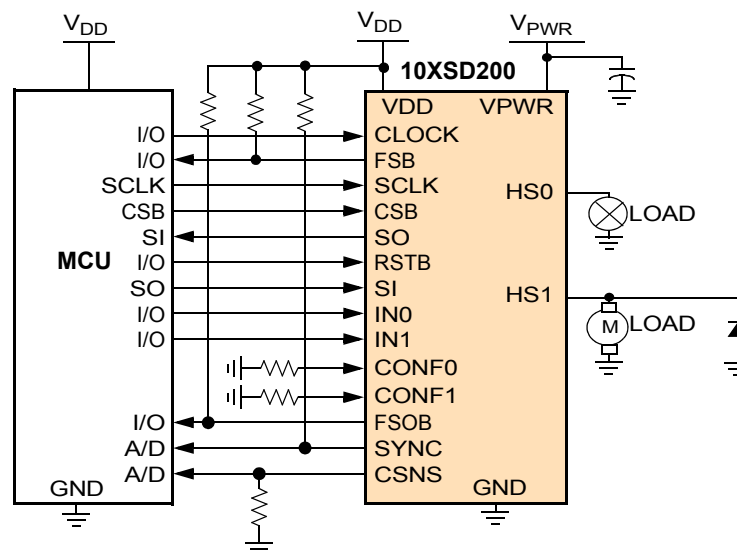 VDD
VDD
VPWR
10XSD200
VDD
VPWR
I/O
CLOCK
I/O
FSB
SCLK
SCLK
HS0
LOAD
CSB
CSB
SI
SO
MCU
I/O
RSTB
SO
SI
HS1
I/O
IN0
M
LOAD
I/O
IN1
CONF0
CONF1
I/O
FSOB
A/D
SYNC
A/D
CSNS
GND
GND